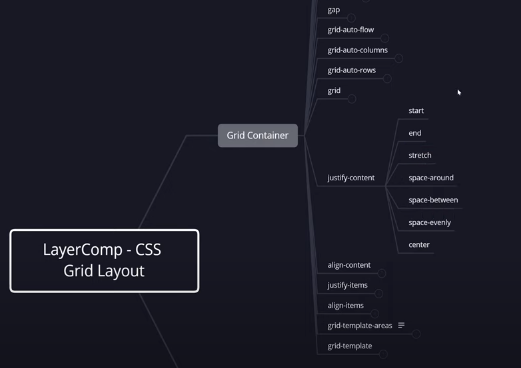 gap
grid-auto-flow
grid-auto-columns
grid-auto-rows
grid
start
end
stretch
Grid Container
justify-content
space-around
space-between
space-evenly
center
LayerComp - CSS
Grid Layout
align-content
justify-items
align-items
grid-template-areas
grid-template